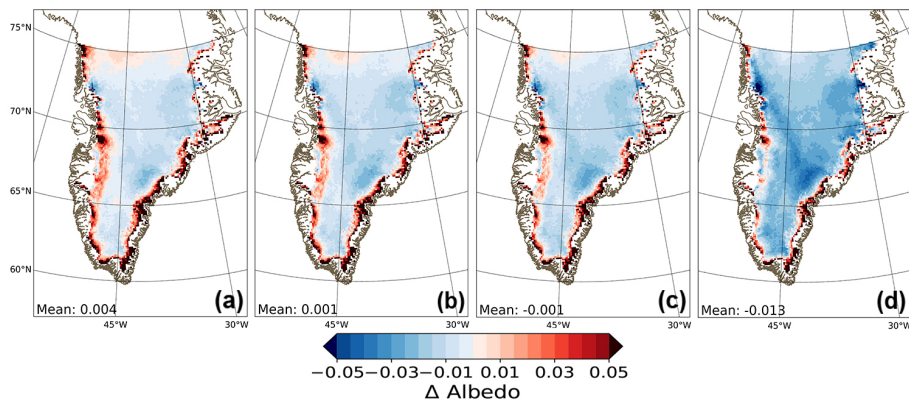 75°N
70°N
65°N
60°N
Mean: 0.004 (a)
Mean: 0.001 (b)
Mean: -0.001 (c)
Mean: -0.013 (d)
45°W 30°W 45°W 30°W 45°W 30°W 45°W 30°W
−0.05 −0.03 −0.01 0.01 0.03 0.05
Δ Albedo